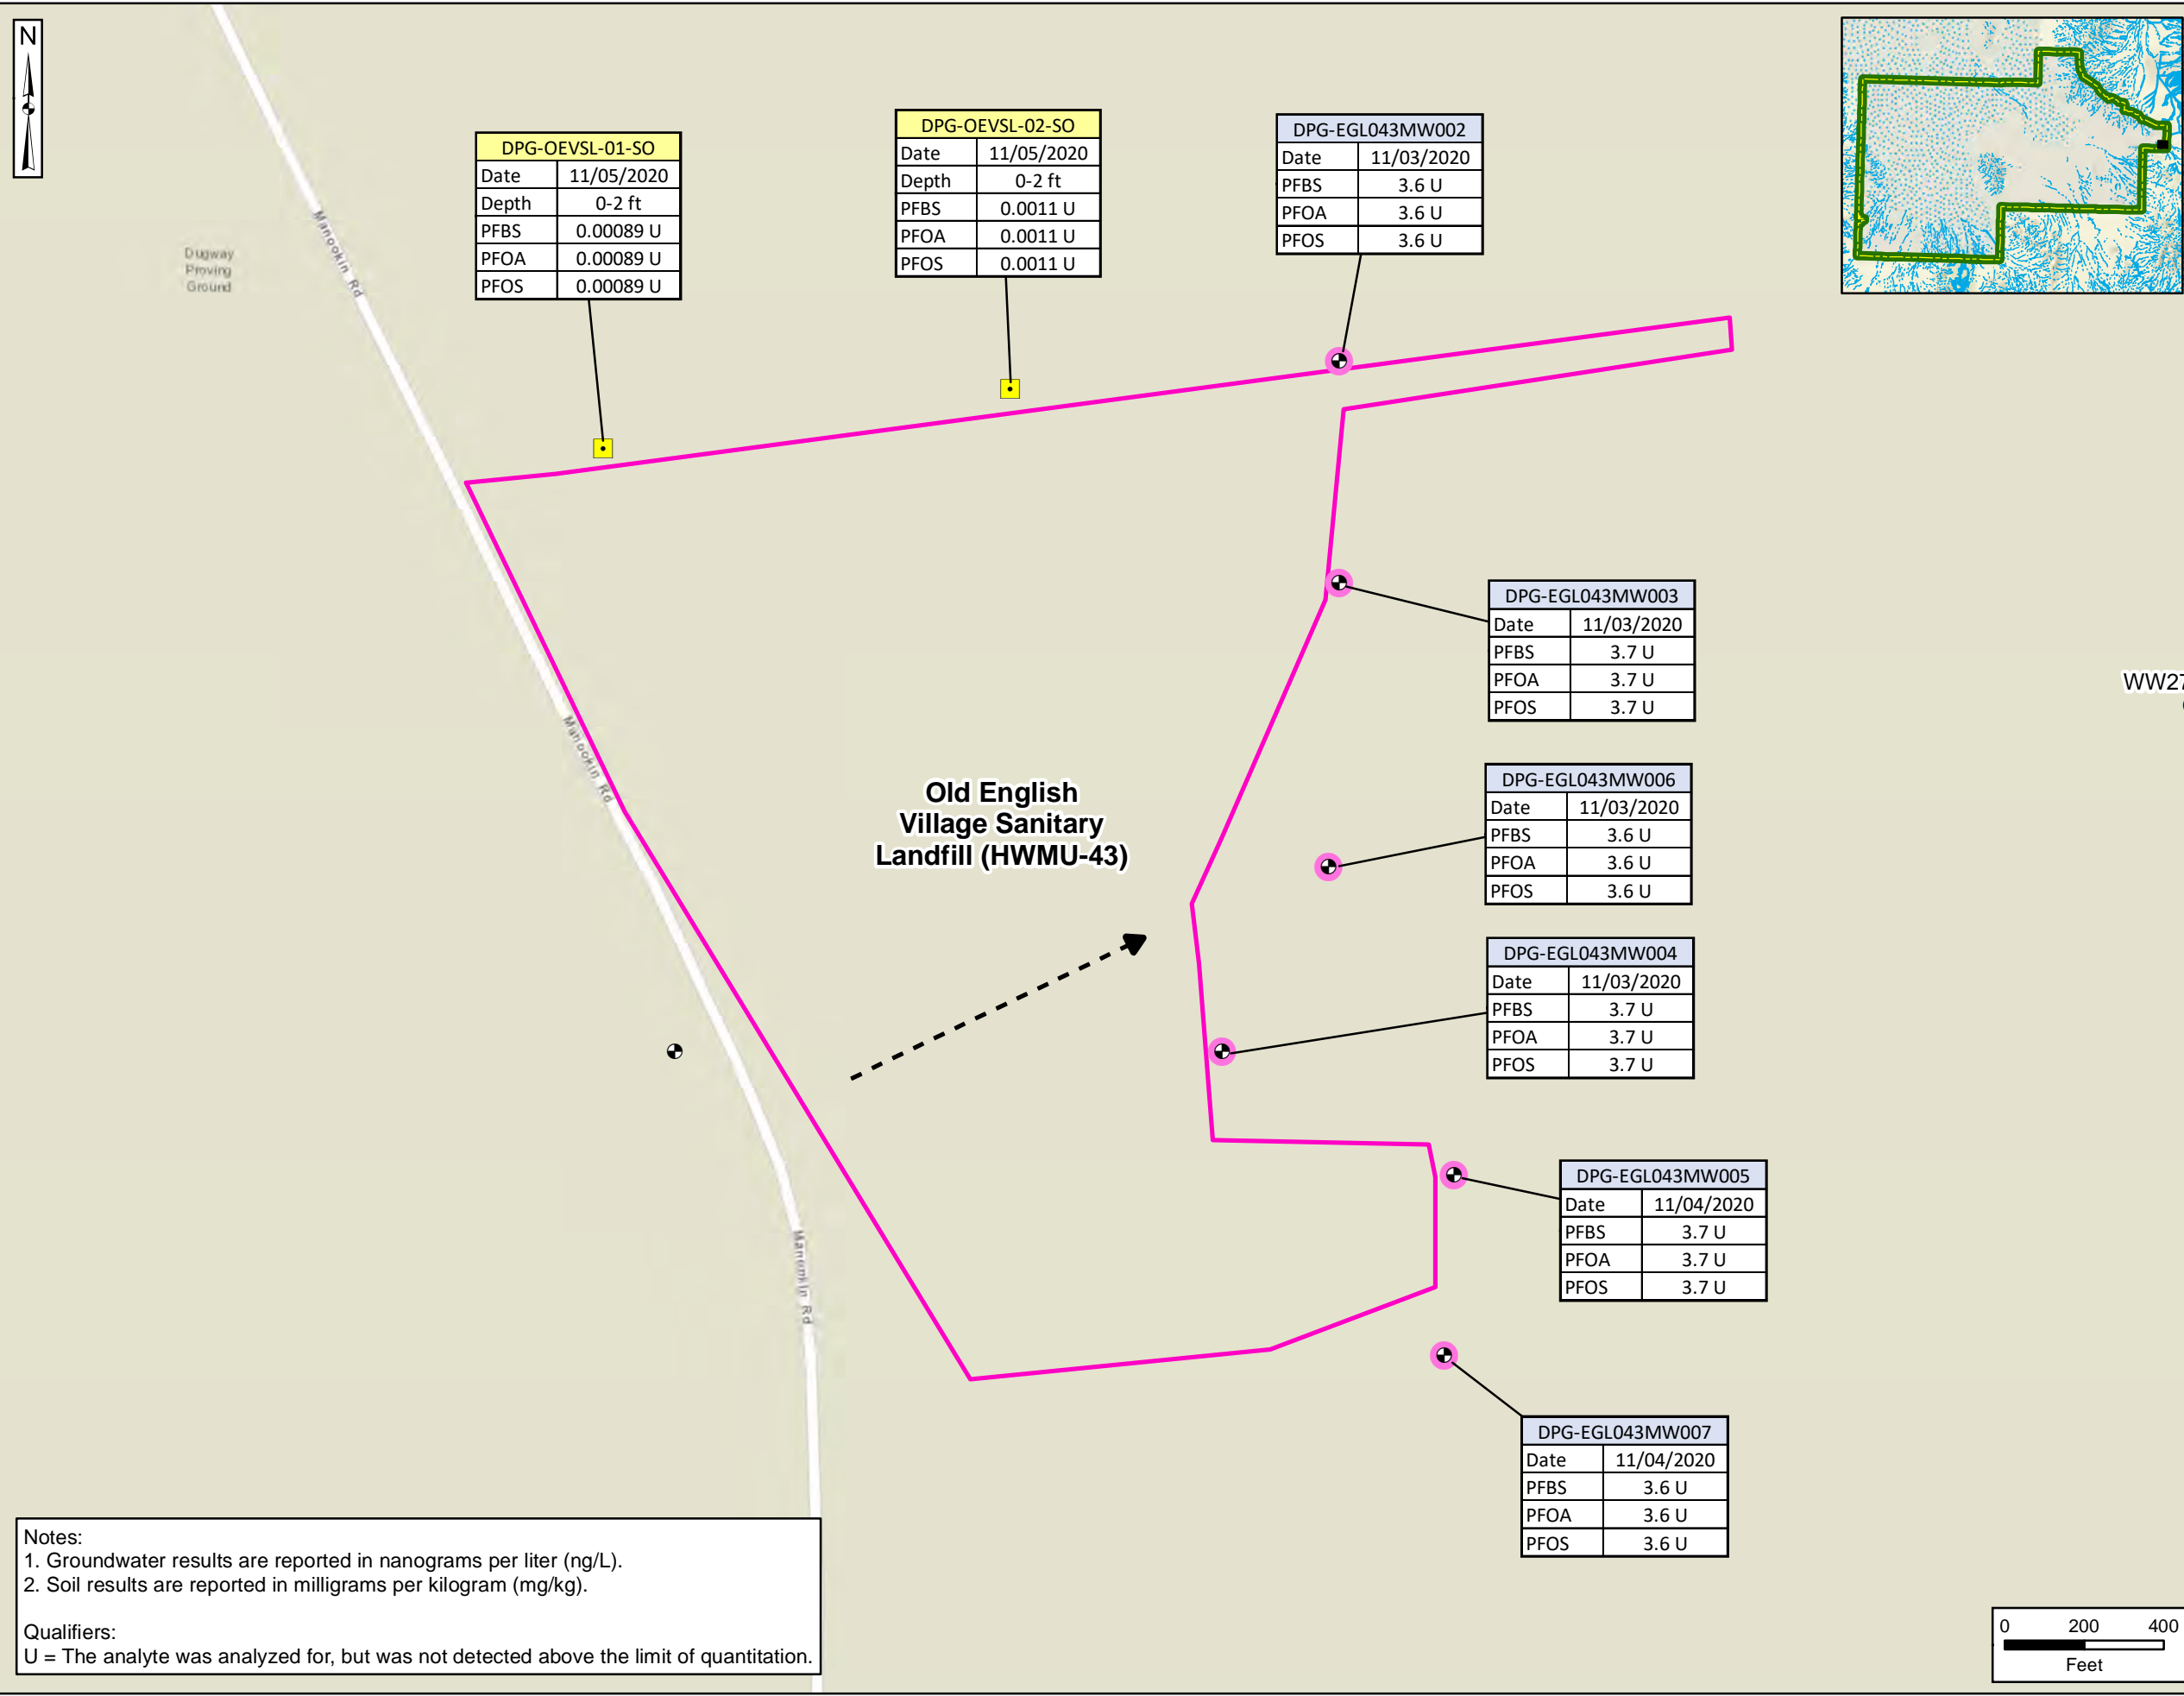 N
DPG-OEVSL-01-SO
Date 11/05/2020
Depth 0-2 ft
PFBS 0.00089 U
PFOA 0.00089 U
PFOS 0.00089 U
DPG-OEVSL-02-SO
Date 11/05/2020
Depth 0-2 ft
PFBS 0.0011 U
PFOA 0.0011 U
PFOS 0.0011 U
DPG-EGL043MW002
Date 11/03/2020
PFBS 3.6 U
PFOA 3.6 U
PFOS 3.6 U
Manookin Rd
Dugway
Proving
Ground
DPG-EGL043MW003
Date 11/03/2020
PFBS 3.7 U
PFOA 3.7 U
PFOS 3.7 U
WW27
Manookin Rd
Old English
Village Sanitary
Landfill (HWMU-43)
DPG-EGL043MW006
Date 11/03/2020
PFBS 3.6 U
PFOA 3.6 U
PFOS 3.6 U
DPG-EGL043MW004
Date 11/03/2020
PFBS 3.7 U
PFOA 3.7 U
PFOS 3.7 U
DPG-EGL043MW005
Date 11/04/2020
PFBS 3.7 U
PFOA 3.7 U
PFOS 3.7 U
Manookin Rd
DPG-EGL043MW007
Date 11/04/2020
PFBS 3.6 U
PFOA 3.6 U
PFOS 3.6 U
Notes:
1. Groundwater results are reported in nanograms per liter (ng/L).
2. Soil results are reported in milligrams per kilogram (mg/kg).
Qualifiers:
U = The analyte was analyzed for, but was not detected above the limit of quantitation.
0 200 400
Feet